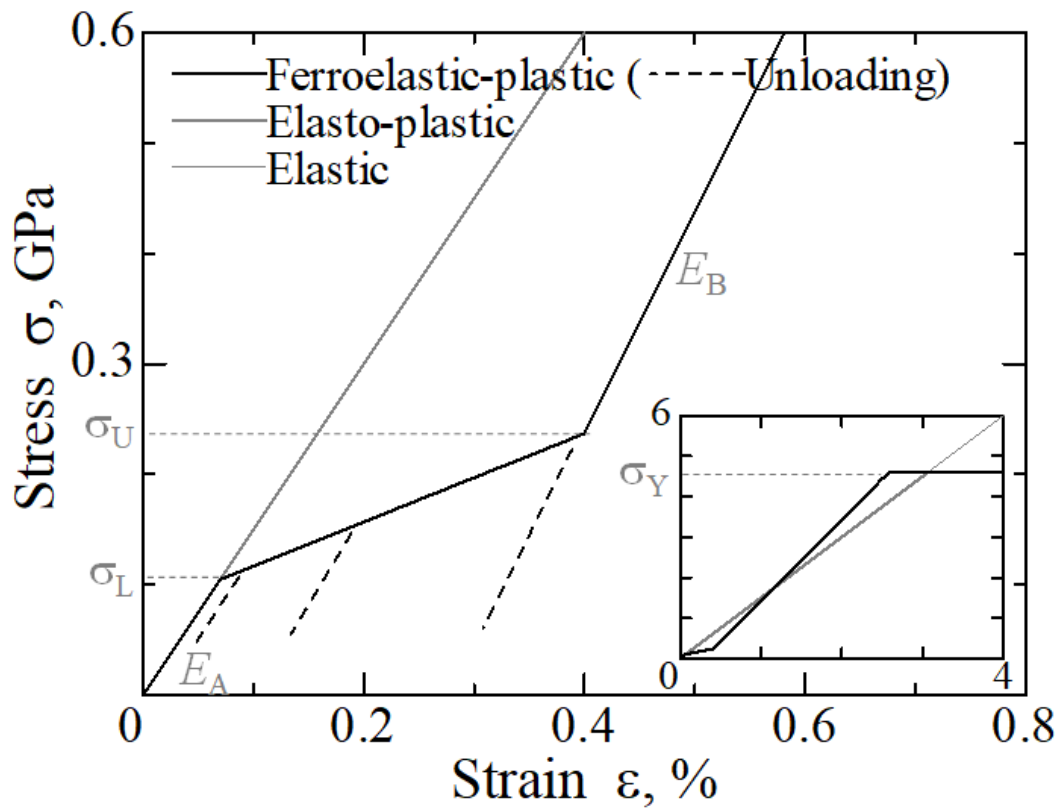 0.6
Ferroelastic-plastic ( Unloading)
Elasto-plastic
Elastic
Stress σ, GPa
E_B
0.3
σ_U
6
σ_Y
σ_L
E_A
0 4
0 0.2 0.4 0.6 0.8
Strain ε, %